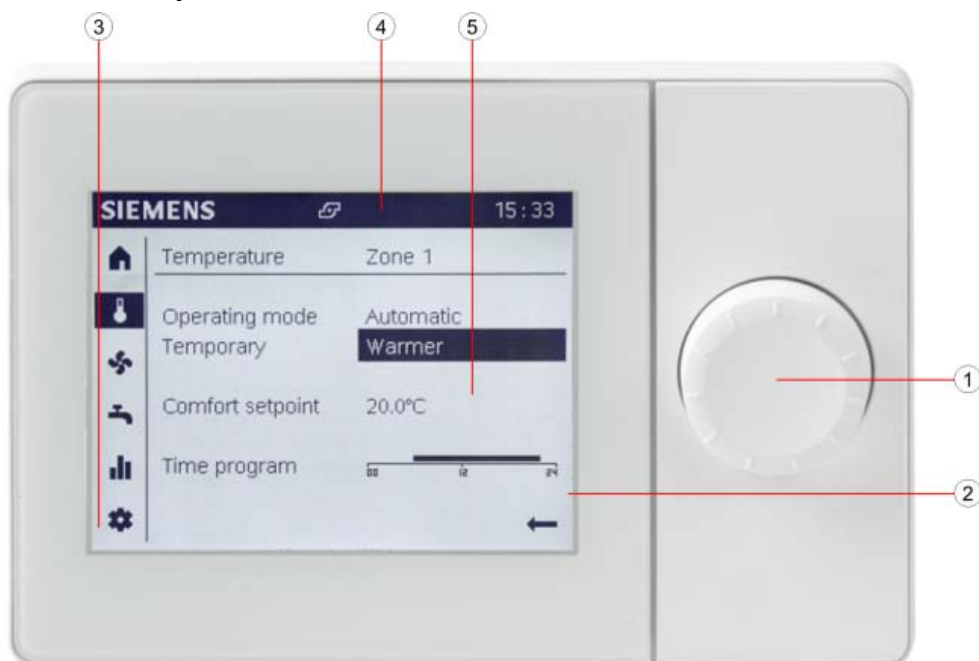 3 4 5
SIEMENS 15:33
Temperature Zone 1
Operating mode Automatic
Temporary Warmer
1
Comfort setpoint 20.0°C
Time program
00 12 24
2